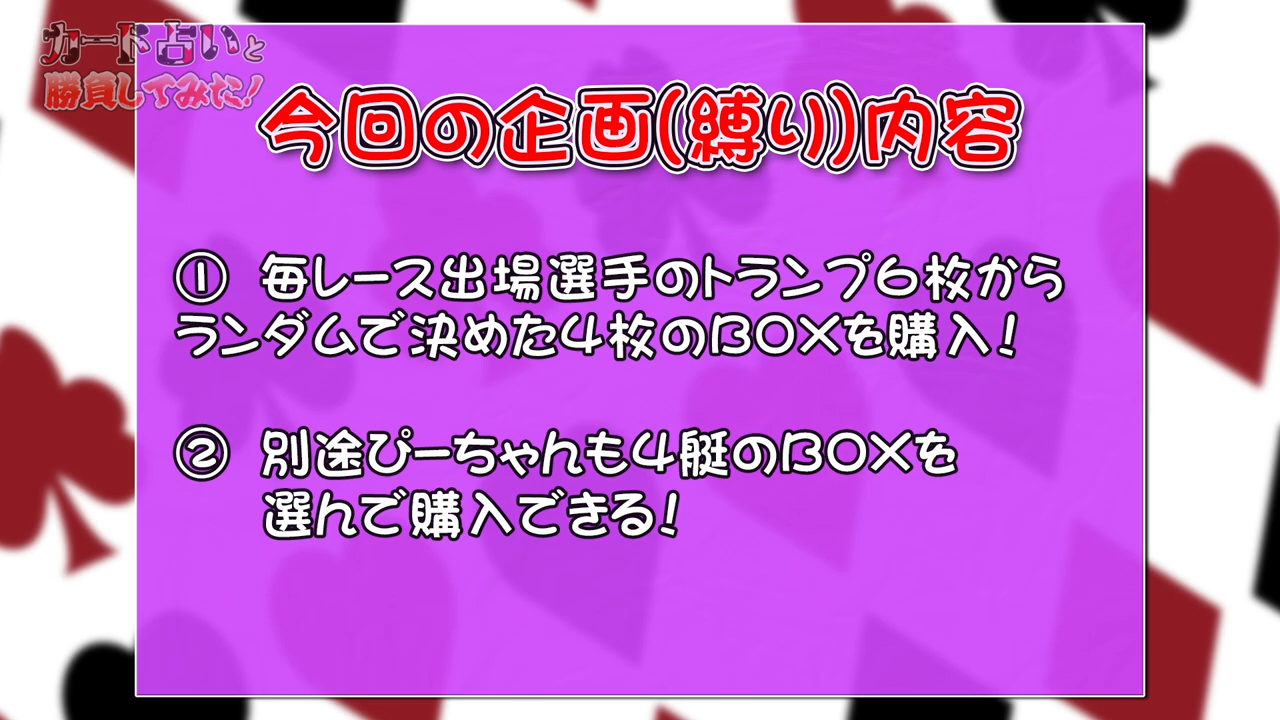 カード占いと
勝負してみた！
今回の企画(縛り)内容
① 毎レース出場選手のトランプ6枚から
ランダムで決めた4枚のBOXを購入！
② 別途ぴーちゃんも4艇のBOXを
選んで購入できる！